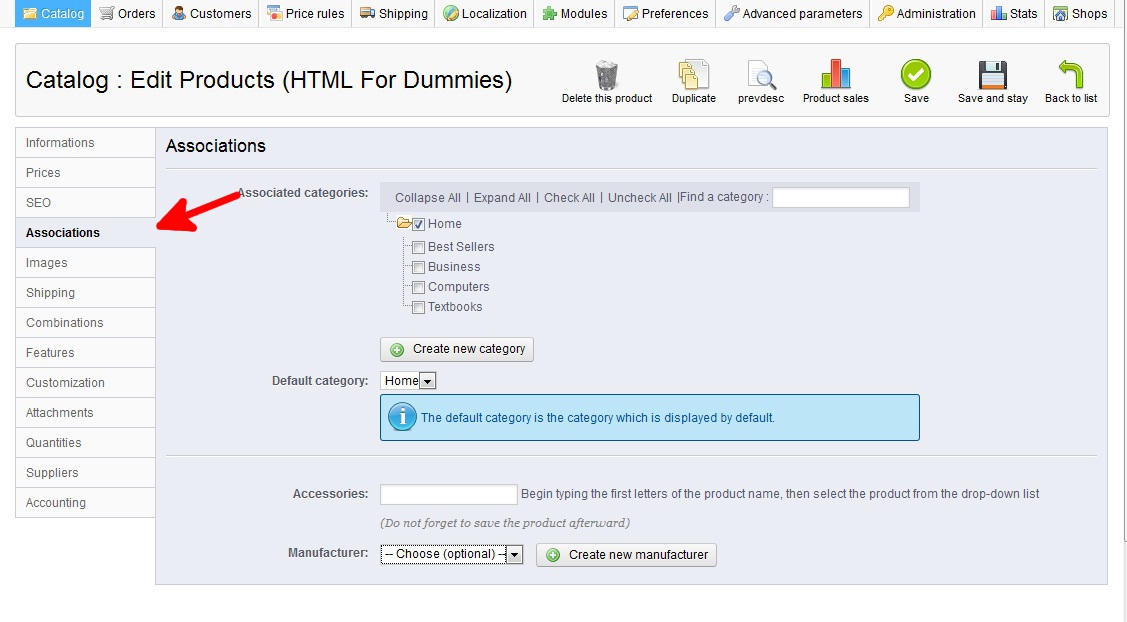 Catalog Orders Customers Price rules Shipping Localization Modules Preferences Advanced parameters Administration Stats Shops
Catalog : Edit Products (HTML For Dummies)
Delete this product Duplicate prevdesc Product sales Save Save and stay Back to list
Informations
Prices
SEO
Associations
Images
Shipping
Combinations
Features
Customization
Attachments
Quantities
Suppliers
Accounting
Associations
Associated categories: Collapse All | Expand All | Check All | Uncheck All |Find a category :
Home
Best Sellers
Business
Computers
Textbooks
Create new category
Default category: Home
i The default category is the category which is displayed by default.
Accessories: Begin typing the first letters of the product name, then select the product from the drop-down list
(Do not forget to save the product afterward)
Manufacturer: -- Choose (optional) -- Create new manufacturer